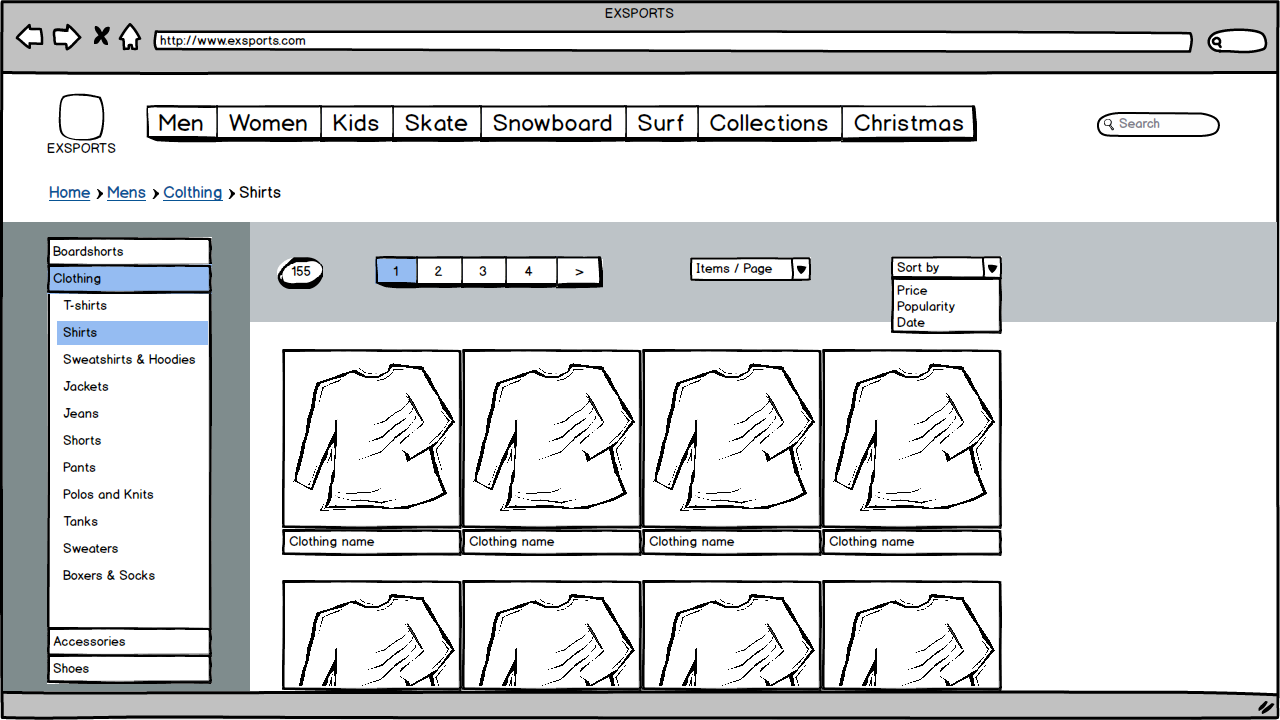 EXSPORTS
http://www.exsports.com
EXSPORTS
Men Women Kids Skate Snowboard Surf Collections Christmas
Search
Home Mens Colthing Shirts
Boardshorts
Clothing
T-shirts
Shirts
Sweatshirts & Hoodies
Jackets
Jeans
Shorts
Pants
Polos and Knits
Tanks
Sweaters
Boxers & Socks
Accessories
Shoes
155
1 2 3 4 >
Items / Page
Sort by
Price
Popularity
Date
Clothing name Clothing name Clothing name Clothing name